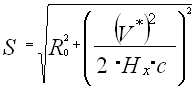 S = √(R₀² + ((V*)² / (2 · Hₓ · c))²)